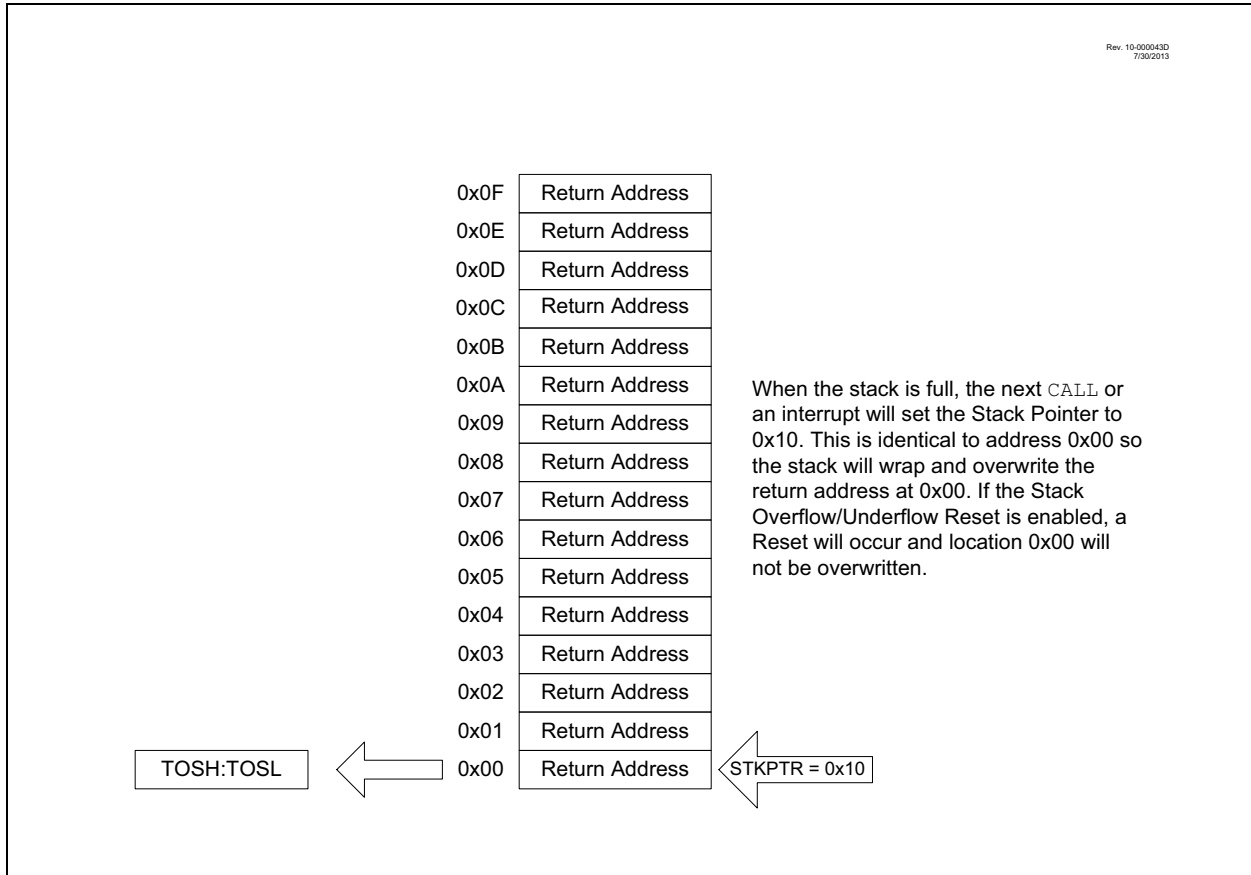 Rev. 10-000043D
7/30/2013
0x0F Return Address
0x0E Return Address
0x0D Return Address
0x0C Return Address
0x0B Return Address
0x0A Return Address
0x09 Return Address
0x08 Return Address
0x07 Return Address
0x06 Return Address
0x05 Return Address
0x04 Return Address
0x03 Return Address
0x02 Return Address
0x01 Return Address
TOSH:TOSL 0x00 Return Address STKPTR = 0x10
When the stack is full, the next CALL or
an interrupt will set the Stack Pointer to
0x10. This is identical to address 0x00 so
the stack will wrap and overwrite the
return address at 0x00. If the Stack
Overflow/Underflow Reset is enabled, a
Reset will occur and location 0x00 will
not be overwritten.